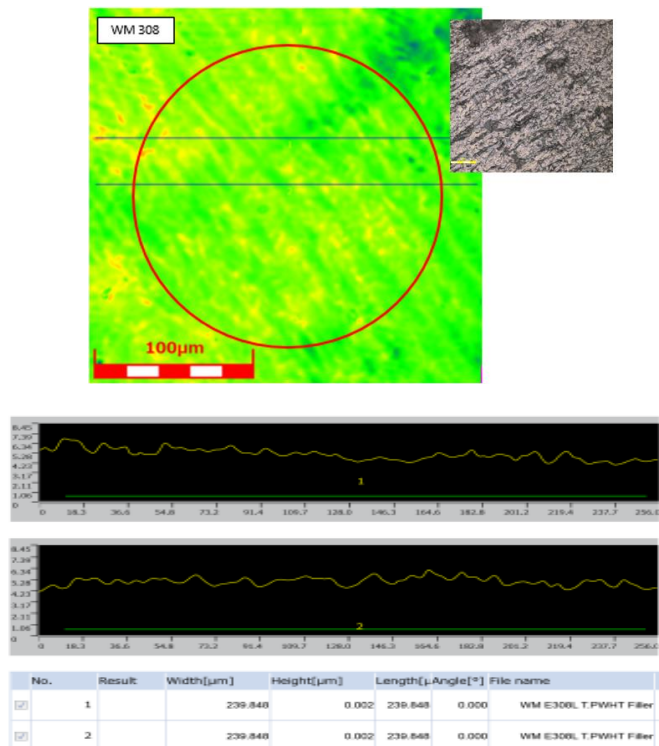 WM 308
100µm
8.45
7.39
6.34
5.28
4.23
3.17
2.11
1.06
0 18.3 36.6 54.8 73.2 91.4 109.7 128.0 146.3 164.6 182.8 201.2 219.4 237.7 256.0
1
8.45
7.39
6.34
5.28
4.23
3.17
2.11
1.06
0
0 18.3 36.6 54.8 73.2 91.4 109.7 128.0 146.3 164.6 182.8 201.2 219.4 237.7 256.0
2
No. Result Width[µm] Height[µm] Length[µ Angle[°] File name
1 239.848 0.002 239.848 0.000 WM E308L T.PWHT Filler
2 239.848 0.002 239.848 0.000 WM E308L T.PWHT Filler